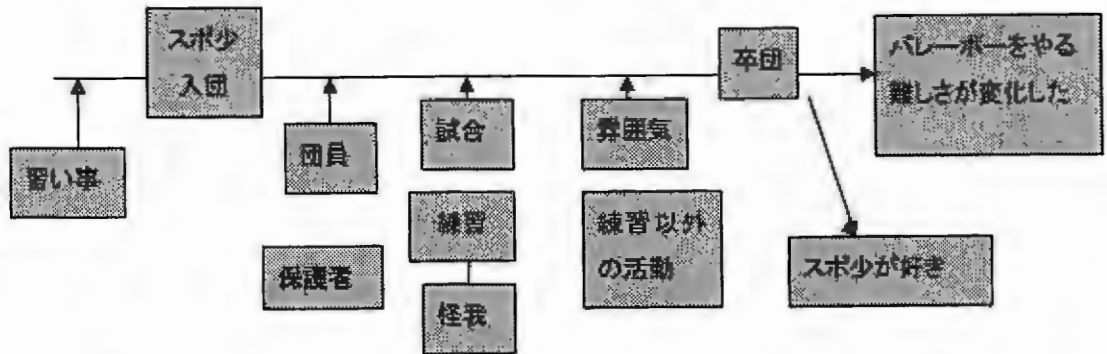 スポ少
入団
卒団
バレーボーをやる
難しさが変化した
習い事
団員
試合
雰囲気
保護者
練習
怪我
練習以外
の活動
スポ少が好き